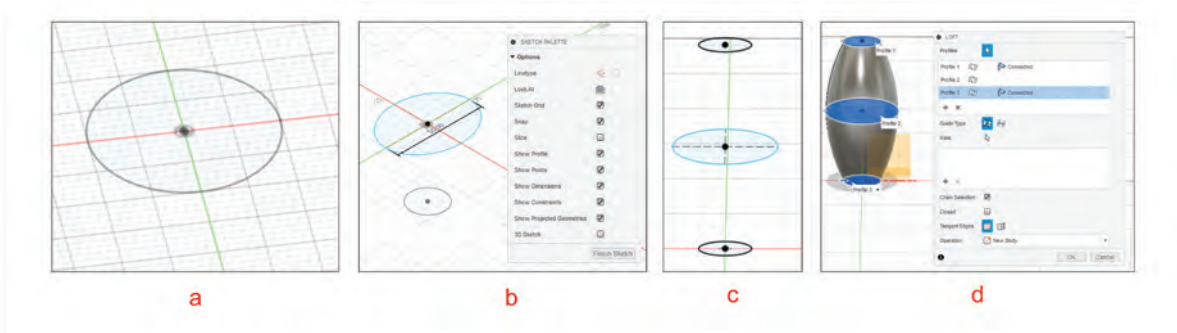 SKETCH PALETTE
Options
Linetype
Look At
Sketch Grid
Snap
Slice
Show Profile
Show Points
Show Dimensions
Show Constraints
Show Projected Geometries
3D Sketch
Finish Sketch
Profile 1
Profile 2
Profile 3
LOFT
Profiles
Profile 1 Connected
Profile 2
Profile 3 Connected
Guide Type
Rails
Chain Selection
Closed
Tangent Edges
Operation New Body
OK Cancel
a
b
c
d